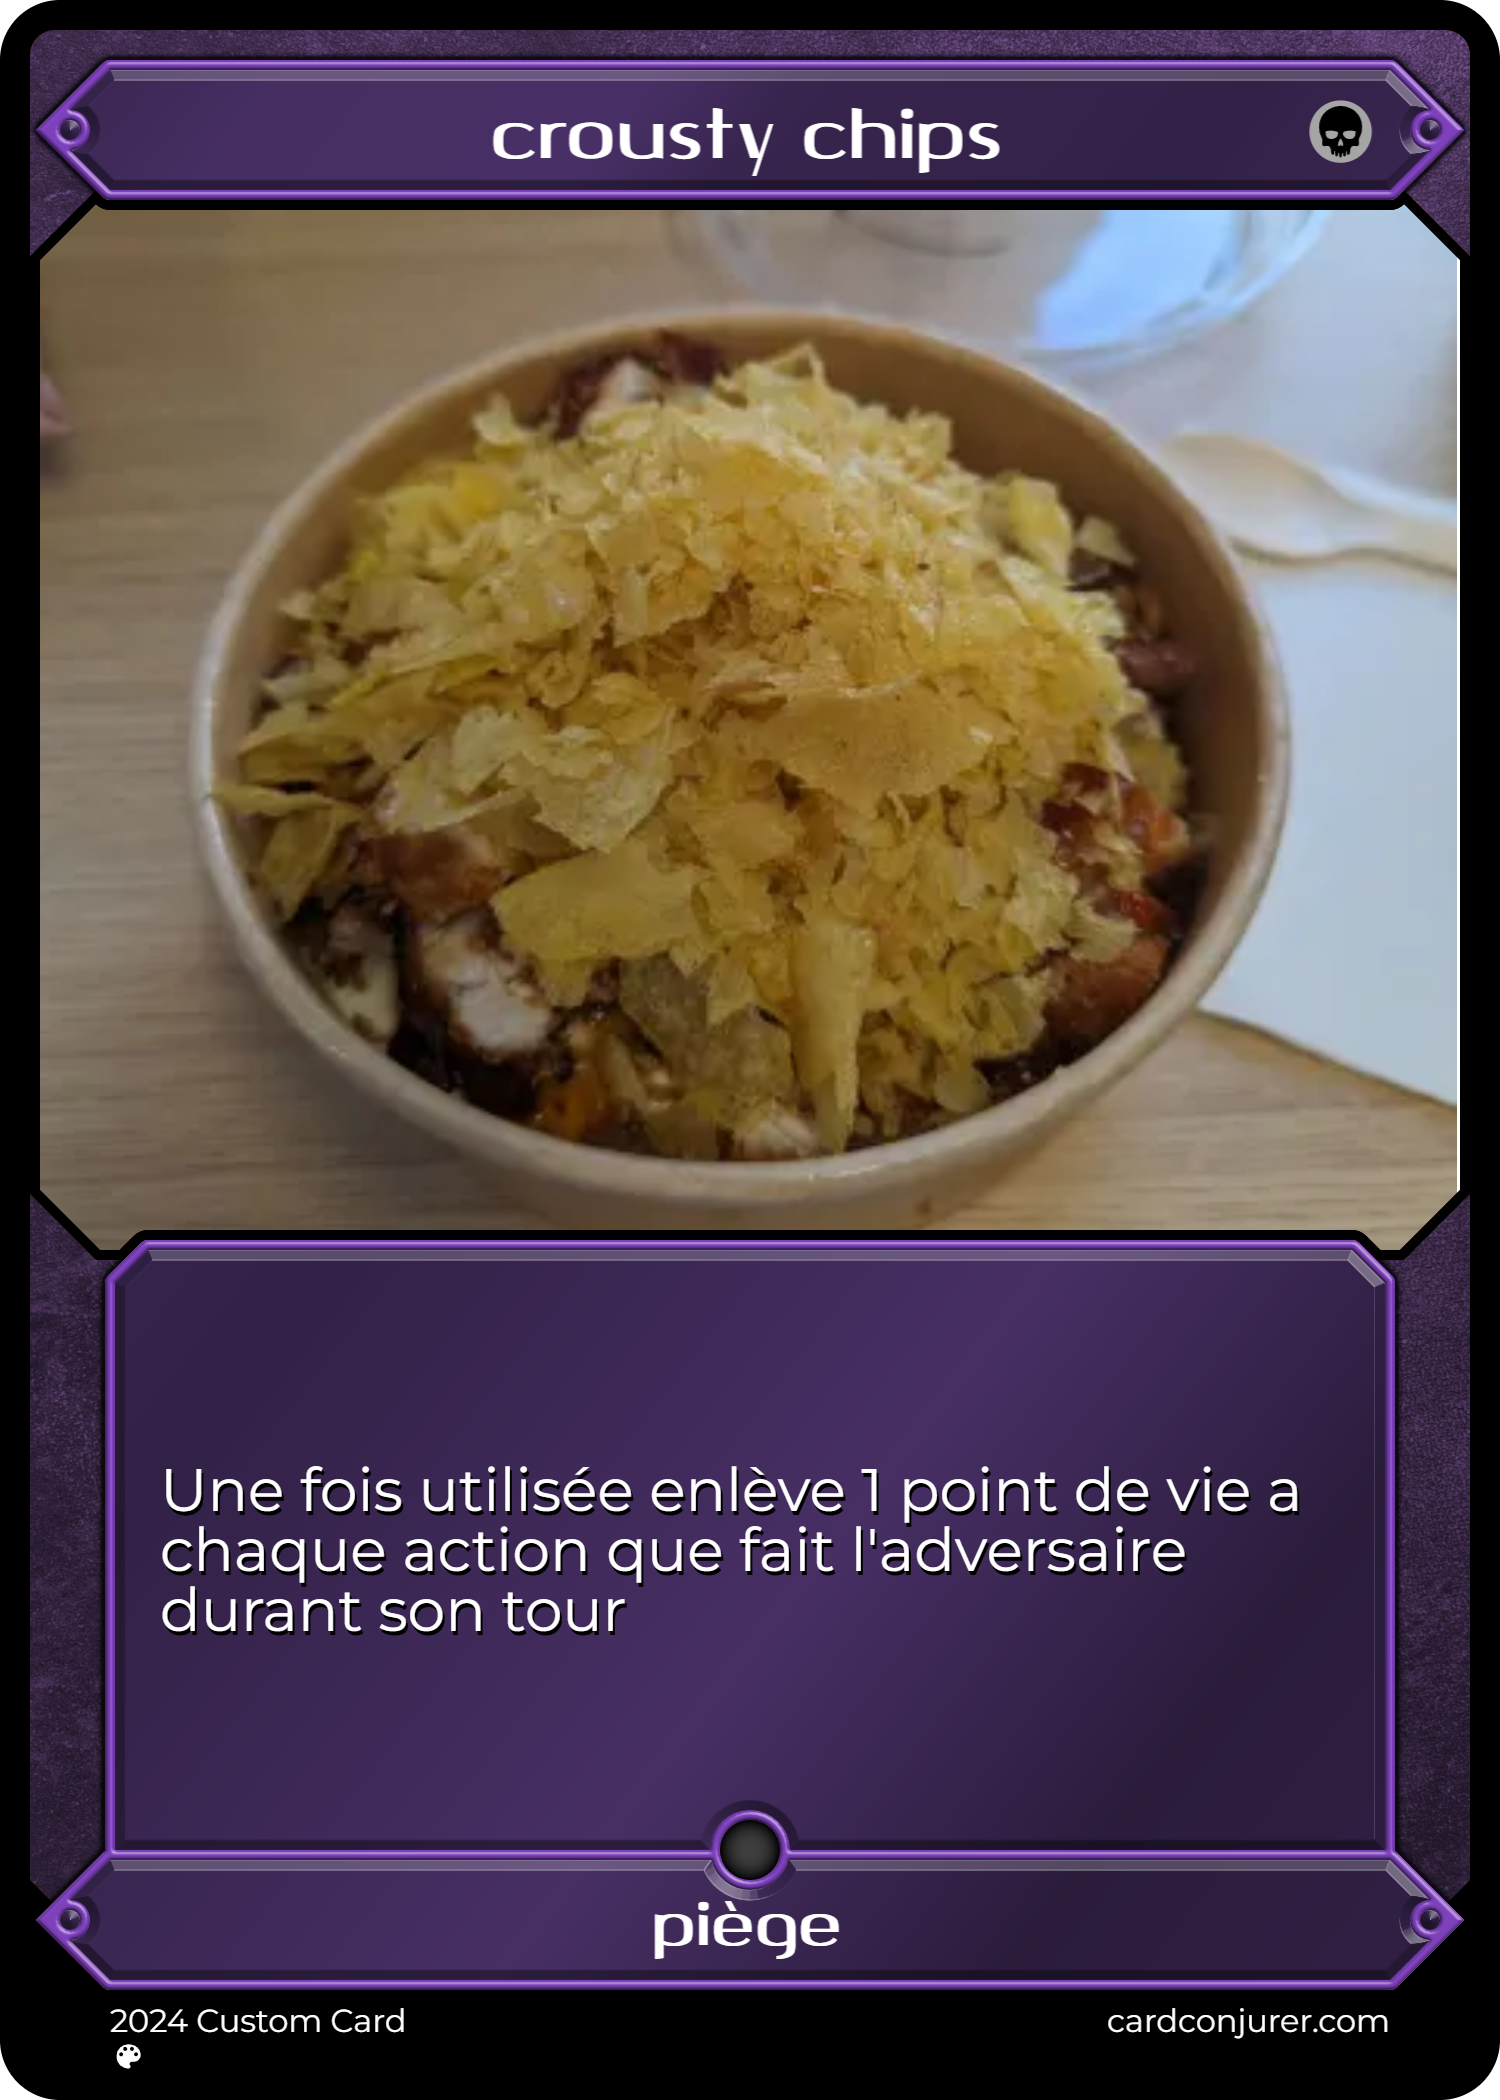 crousty chips
Une fois utilisée enlève 1 point de vie a
chaque action que fait l'adversaire
durant son tour
piège
2024 Custom Card
cardconjurer.com